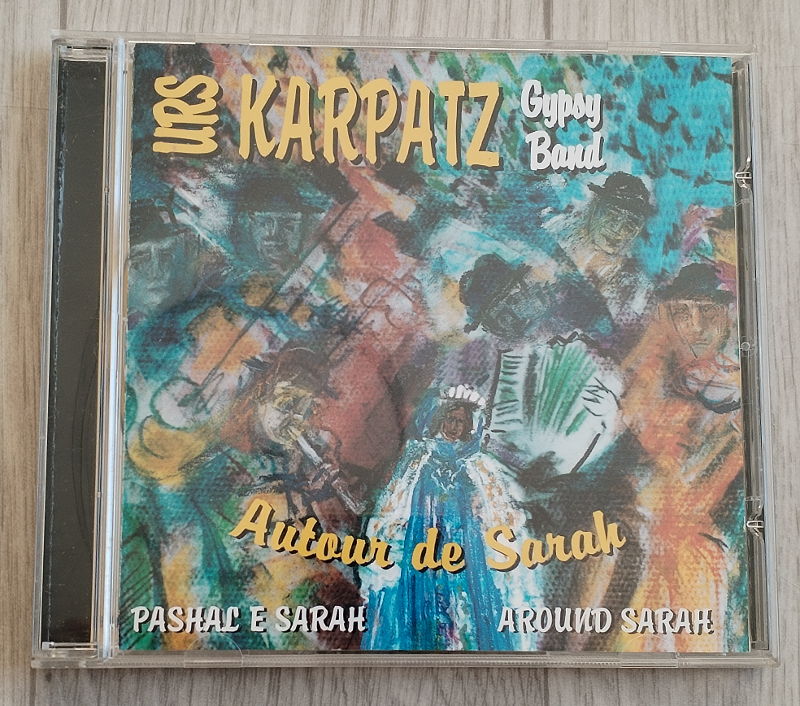 URS KARPATZ Gypsy
Band
Autour de Sarah
PASHAL E SARAH AROUND SARAH